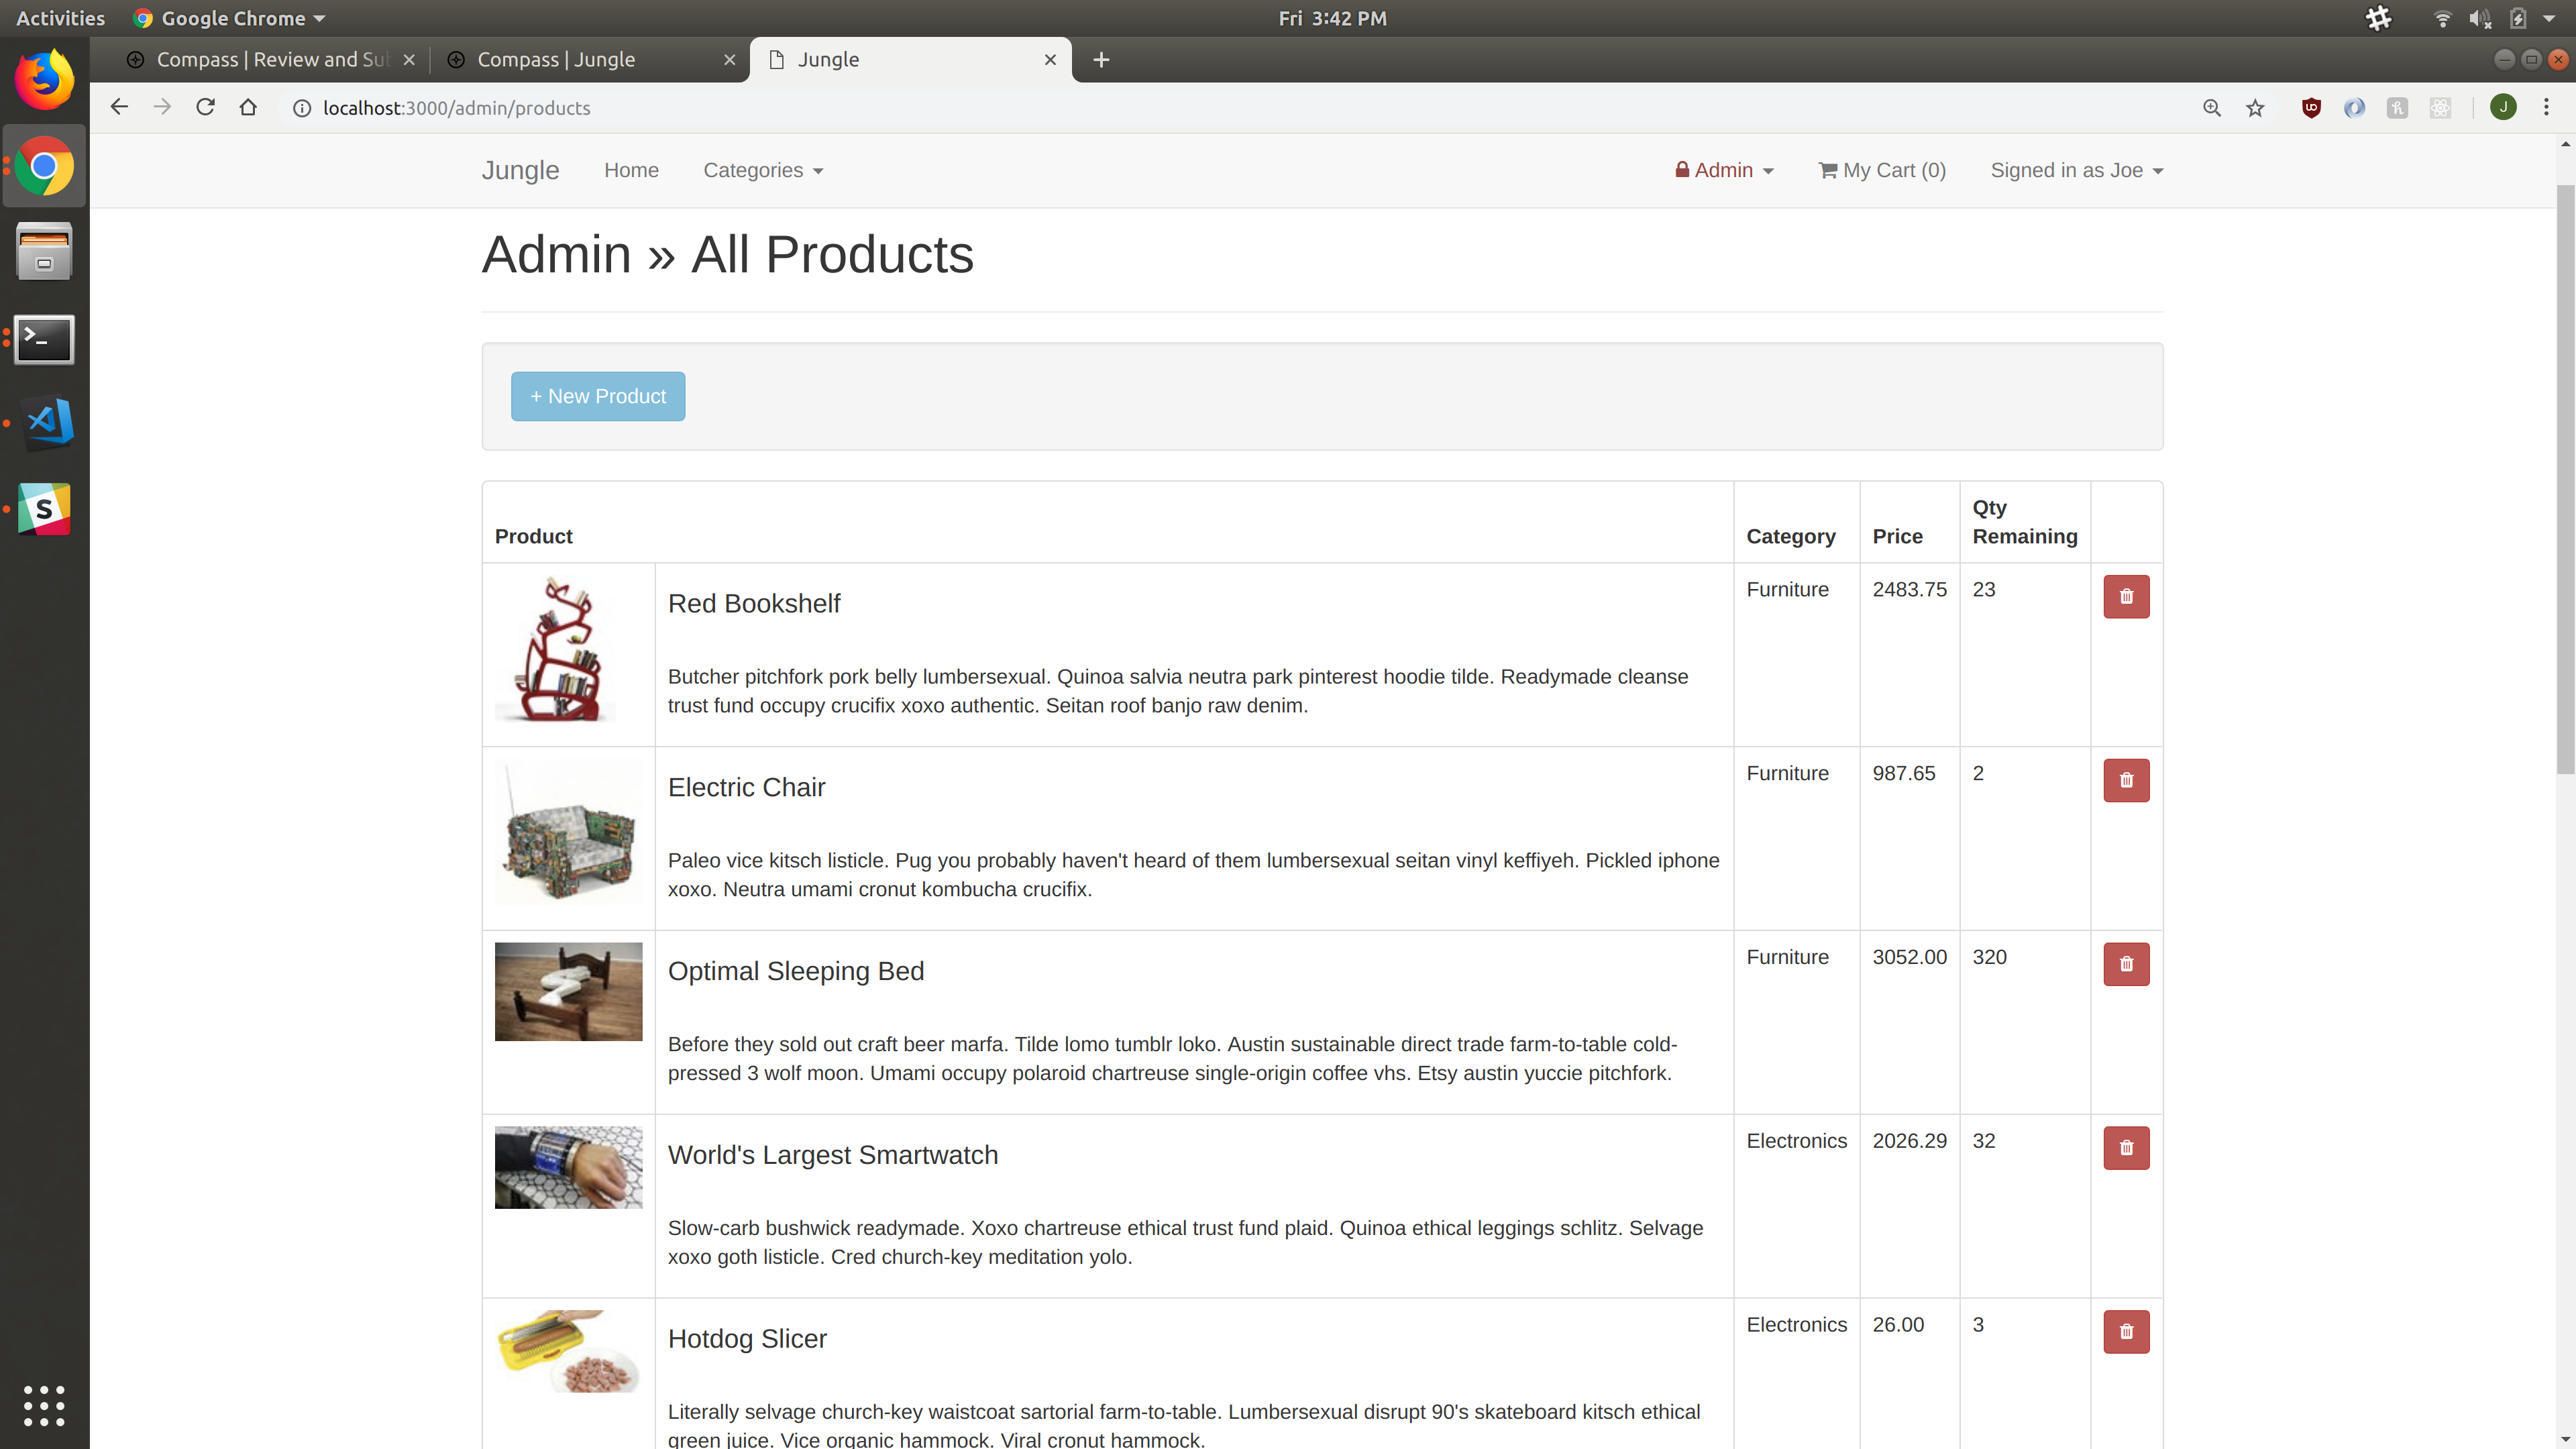 Activities Google Chrome Fri 3:42 PM
Compass | Review and Su
Compass | Jungle
Jungle
localhost:3000/admin/products
J
Jungle Home Categories Admin My Cart (0) Signed in as Joe
Admin » All Products
+ New Product
Product Category Price Qty Remaining
Red Bookshelf
Furniture 2483.75 23
Butcher pitchfork pork belly lumbersexual. Quinoa salvia neutra park pinterest hoodie tilde. Readymade cleanse
trust fund occupy crucifix xoxo authentic. Seitan roof banjo raw denim.
Electric Chair
Furniture 987.65 2
Paleo vice kitsch listicle. Pug you probably haven't heard of them lumbersexual seitan vinyl keffiyeh. Pickled iphone
xoxo. Neutra umami cronut kombucha crucifix.
Optimal Sleeping Bed
Furniture 3052.00 320
Before they sold out craft beer marfa. Tilde lomo tumblr loko. Austin sustainable direct trade farm-to-table cold-
pressed 3 wolf moon. Umami occupy polaroid chartreuse single-origin coffee vhs. Etsy austin yuccie pitchfork.
World's Largest Smartwatch
Electronics 2026.29 32
Slow-carb bushwick readymade. Xoxo chartreuse ethical trust fund plaid. Quinoa ethical leggings schlitz. Selvage
xoxo goth listicle. Cred church-key meditation yolo.
Hotdog Slicer
Electronics 26.00 3
Literally selvage church-key waistcoat sartorial farm-to-table. Lumbersexual disrupt 90's skateboard kitsch ethical
green juice. Vice organic hammock. Viral cronut hammock.